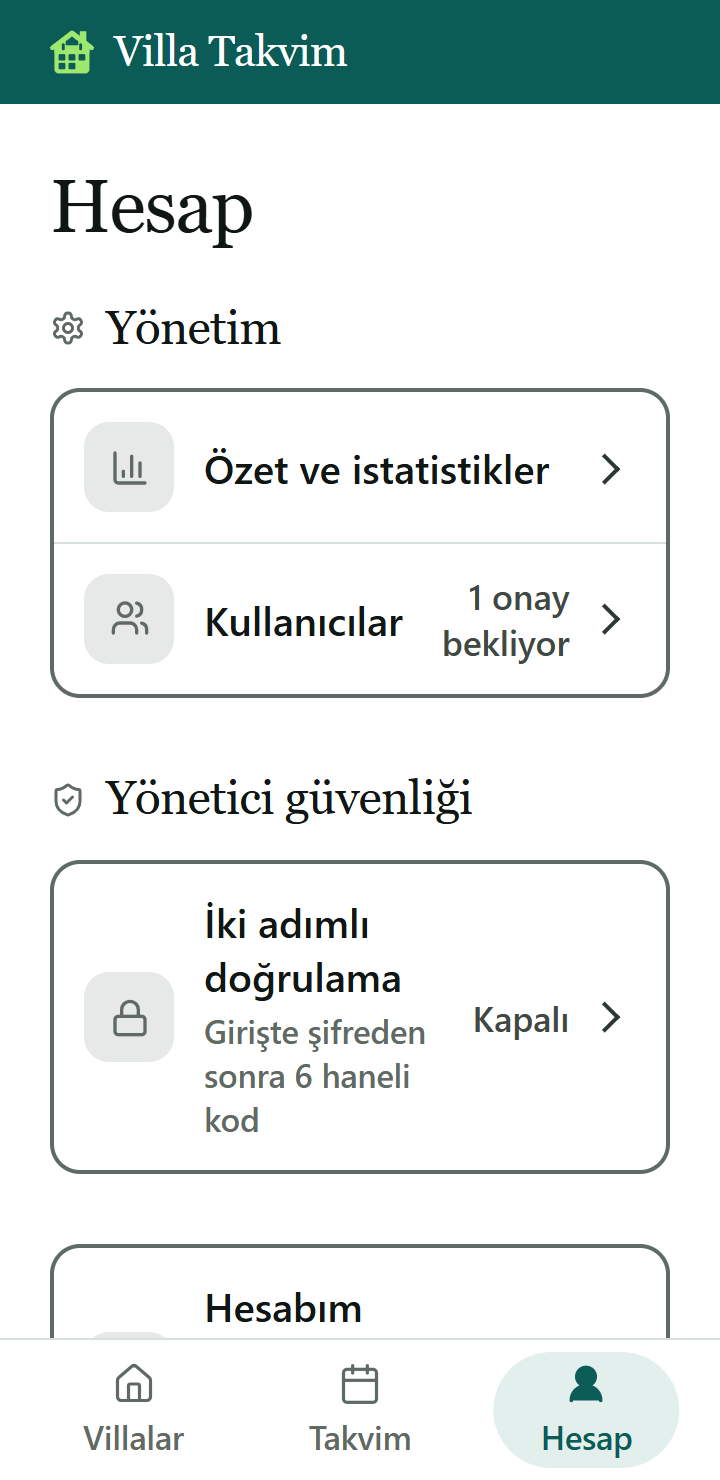 Villa Takvim
Hesap
Yönetim
Özet ve istatistikler
Kullanıcılar
1 onay
bekliyor
Yönetici güvenliği
İki adımlı
doğrulama
Girişte şifreden
sonra 6 haneli
kod
Kapalı
Hesabım
Villalar
Takvim
Hesap